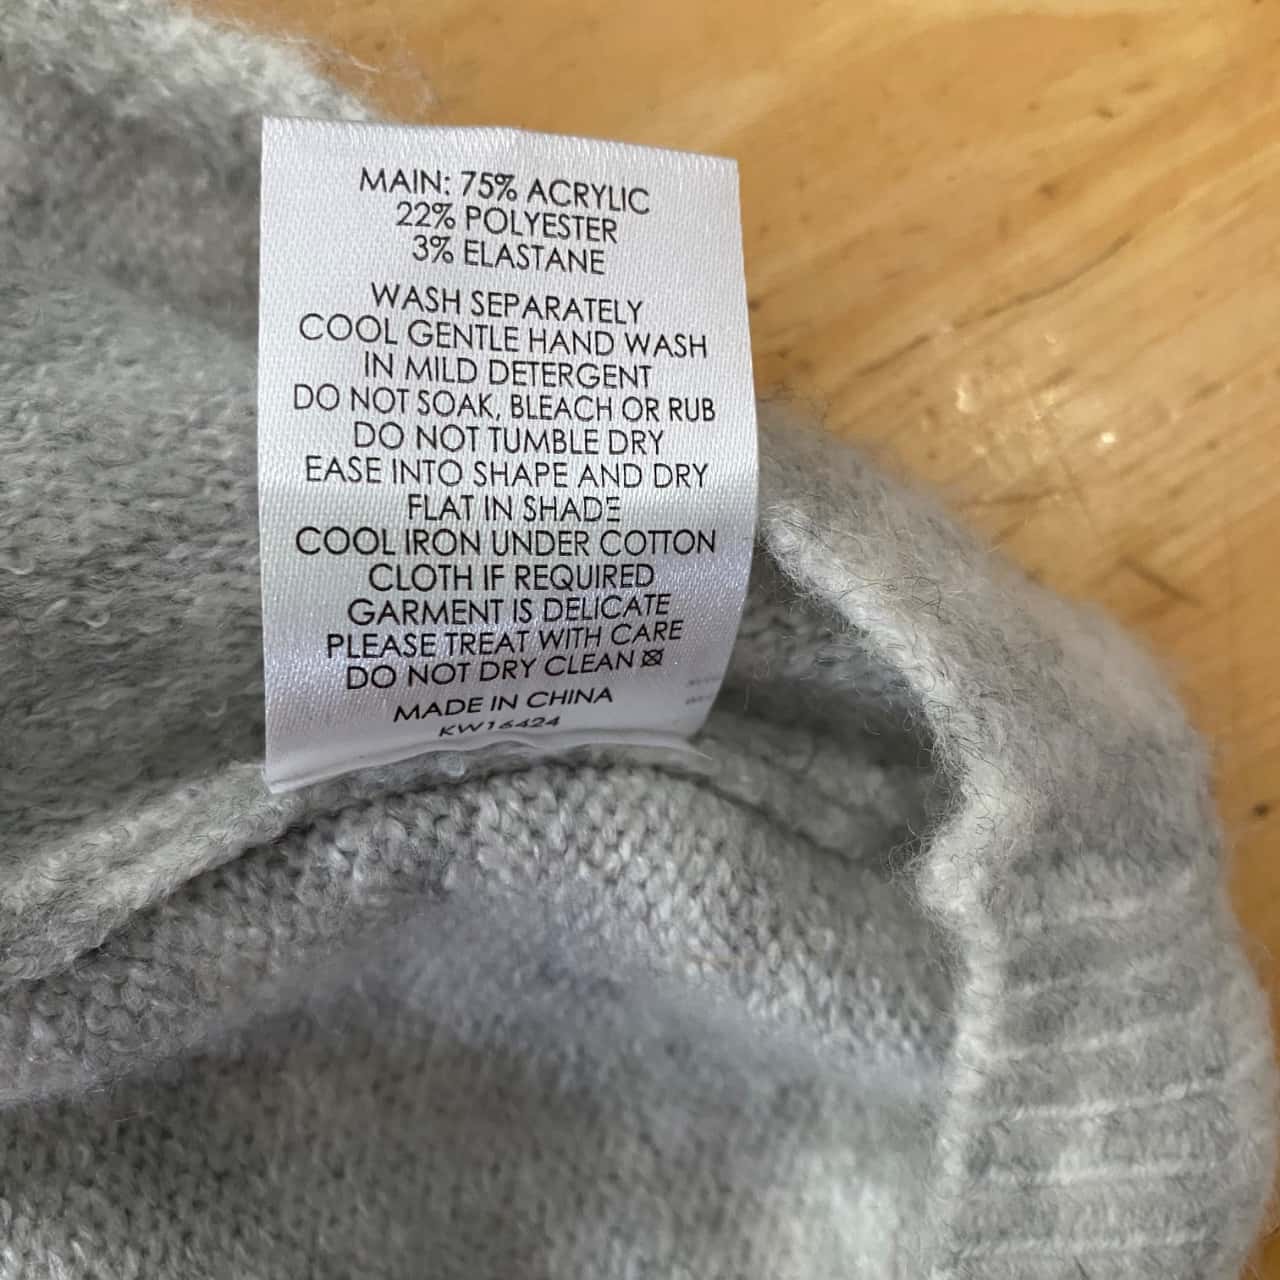 MAIN: 75% ACRYLIC
22% POLYESTER
3% ELASTANE
WASH SEPARATELY
COOL GENTLE HAND WASH
IN MILD DETERGENT
DO NOT SOAK, BLEACH OR RUB
DO NOT TUMBLE DRY
EASE INTO SHAPE AND DRY
FLAT IN SHADE
COOL IRON UNDER COTTON
CLOTH IF REQUIRED
GARMENT IS DELICATE
PLEASE TREAT WITH CARE
DO NOT DRY CLEAN
MADE IN CHINA
KW16424